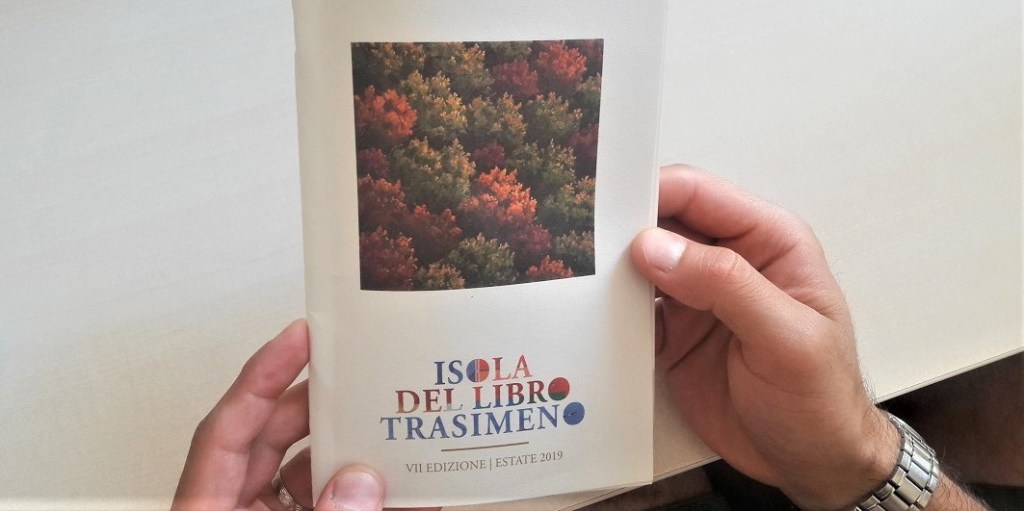 ISOLA
DEL LIBRO
TRASIMENO
VII EDIZIONE | ESTATE 2019